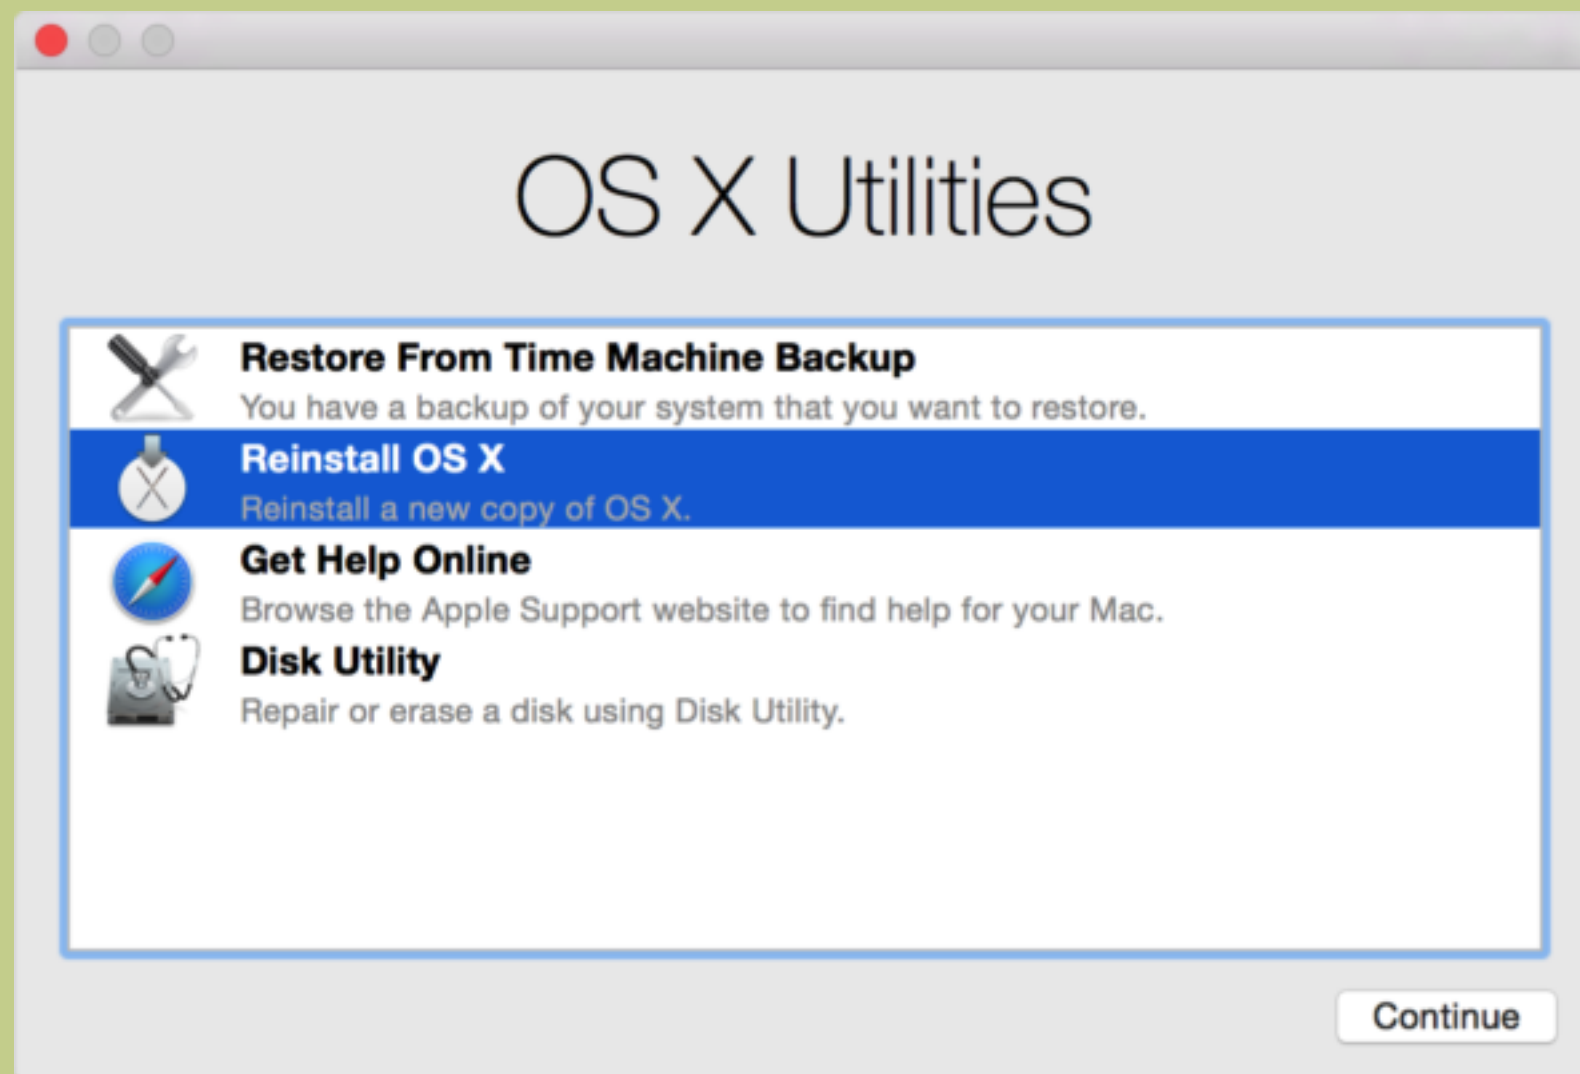 OS X Utilities
Restore From Time Machine Backup
You have a backup of your system that you want to restore.
Reinstall OS X
Reinstall a new copy of OS X.
Get Help Online
Browse the Apple Support website to find help for your Mac.
Disk Utility
Repair or erase a disk using Disk Utility.
Continue